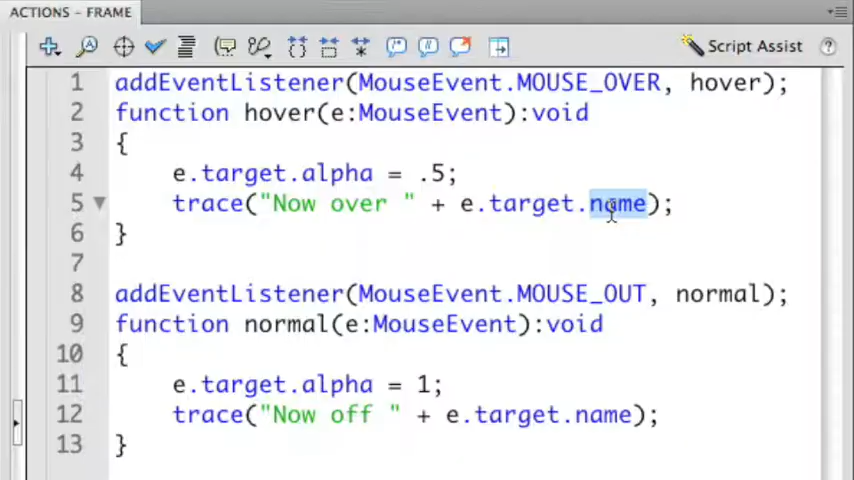 ACTIONS - FRAME
Script Assist
1 addEventListener(MouseEvent.MOUSE_OVER, hover);
2 function hover(e:MouseEvent):void
3 {
4 e.target.alpha = .5;
5 trace("Now over " + e.target.name);
6 }
7
8 addEventListener(MouseEvent.MOUSE_OUT, normal);
9 function normal(e:MouseEvent):void
10 {
11 e.target.alpha = 1;
12 trace("Now off " + e.target.name);
13 }